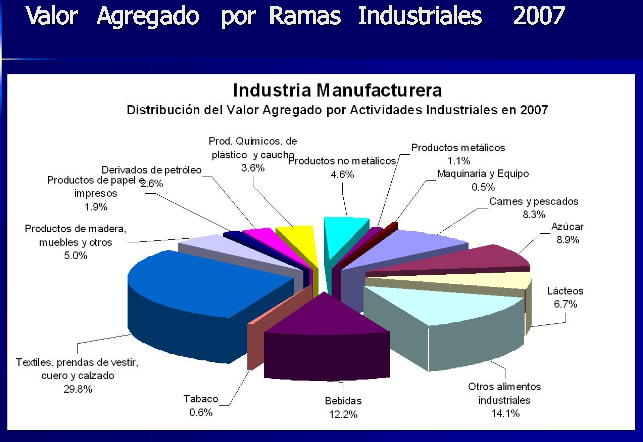 Valor Agregado por Ramas Industriales 2007
Industria Manufacturera
Distribución del Valor Agregado por Actividades Industriales en 2007
Prod. Químicos, de
plástico y caucho
3.6%
Productos no metálicos
4.6%
Productos metálicos
1.1%
Maquinaria y Equipo
0.5%
Carnes y pescados
8.3%
Azúcar
8.9%
Lácteos
6.7%
Otros alimentos
industriales
14.1%
Bebidas
12.2%
Tabaco
0.6%
Textiles, prendas de vestir,
cuero y calzado
29.8%
Productos de madera,
muebles y otros
5.0%
Productos de papel e
impresos
1.9%
Derivados de petróleo
2.6%